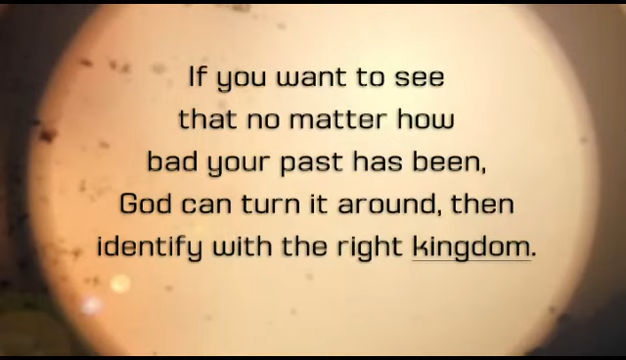 If you want to see
that no matter how
bad your past has been,
God can turn it around, then
identify with the right kingdom.